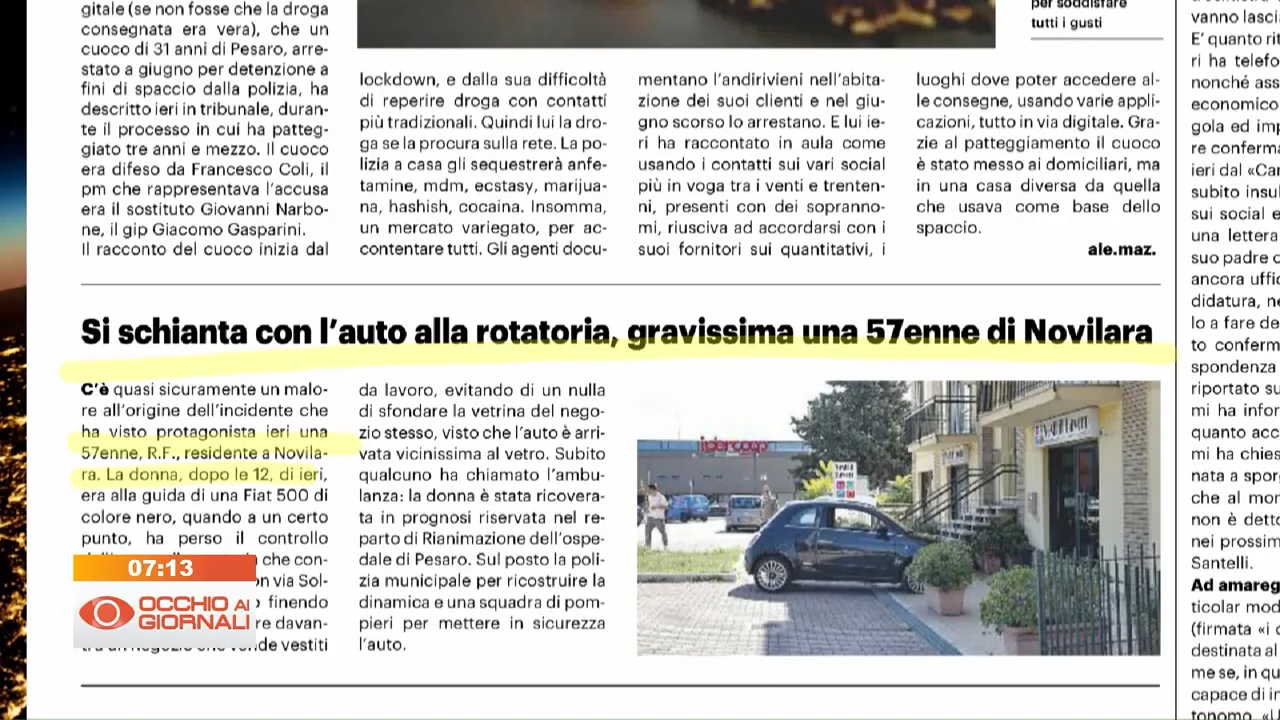 gitale (se non fosse che la droga
consegnata era vera), che un
cuoco di 31 anni di Pesaro, arre-
stato a giugno per detenzione a
fini di spaccio dalla polizia, ha
descritto ieri in tribunale, duran-
te il processo in cui ha patteg-
giato tre anni e mezzo. Il cuoco
era difeso da Francesco Coli, il
pm che rappresentava l'accusa
era il sostituto Giovanni Narbo-
ne, il gip Giacomo Gasparini.
Il racconto del cuoco inizia dal
lockdown, e dalla sua difficoltà
di reperire droga con contatti
più tradizionali. Quindi lui la dro-
ga se la procura sulla rete. La po-
lizia a casa gli sequestrerà anfe-
tamine, mdm, ecstasy, marijua-
na, hashish, cocaina. Insomma,
un mercato variegato, per ac-
contentare tutti. Gli agenti docu-
mentano l'andirivieni nell'abita-
zione dei suoi clienti e nel giu-
gno scorso lo arrestano. E lui ie-
ri ha raccontato in aula come
usando i contatti sui vari social
più in voga tra i venti e trenten-
ni, presenti con dei sopranno-
mi, riusciva ad accordarsi con i
suoi fornitori sui quantitativi, i
per soddisfare
tutti i gusti
luoghi dove poter accedere al-
le consegne, usando varie appli-
cazioni, tutto in via digitale. Gra-
zie al patteggiamento il cuoco
è stato messo ai domiciliari, ma
in una casa diversa da quella
che usava come base dello
spaccio.
ale.maz.
Si schianta con l'auto alla rotatoria, gravissima una 57enne di Novilara
C'è quasi sicuramente un malo-
re all'origine dell'incidente che
ha visto protagonista ieri una
57enne, R.F., residente a Novila-
ra. La donna, dopo le 12, di ieri,
era alla guida di una Fiat 500 di
colore nero, quando a un certo
punto, ha perso il controllo
che con-
via Sol-
finendo
davan-
vestiti
da lavoro, evitando di un nulla
di sfondare la vetrina del nego-
zio stesso, visto che l'auto è arri-
vata vicinissima al vetro. Subito
qualcuno ha chiamato l'ambu-
lanza: la donna è stata ricovera-
ta in prognosi riservata nel re-
parto di Rianimazione dell'ospe-
dale di Pesaro. Sul posto la poli-
zia municipale per ricostruire la
dinamica e una squadra di pom-
pieri per mettere in sicurezza
l'auto.
ipercoop
07:13
OCCHIO AI
GIORNALI
vanno lasci
E' quanto rit
ri ha telefo
nonché ass
economico
gola ed imp
re conferma
ieri dal «Car
subito insul
sui social e
una lettera
suo padre c
ancora uffic
didatura, ne
lo a fare de
to conferm
spondenza
riportato su
mi ha infor
quanto acc
mi ha chies
nata a spor
che al mor
non è detto
nei prossim
Santelli.
Ad amareg
ticolar mod
(firmata «i c
destinata al
me se, in qu
capace di in
tonomo. «U